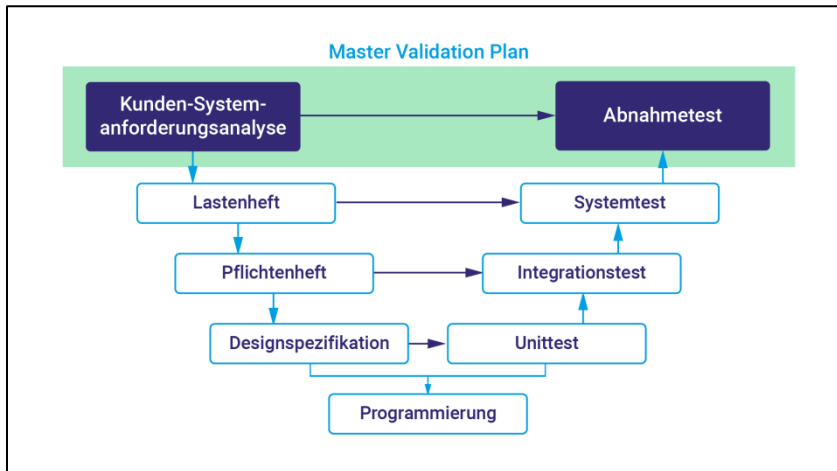 Master Validation Plan
Kunden-System-
anforderungsanalyse
Abnahmetest
Lastenheft
Systemtest
Pflichtenheft
Integrationstest
Designspezifikation
Unittest
Programmierung